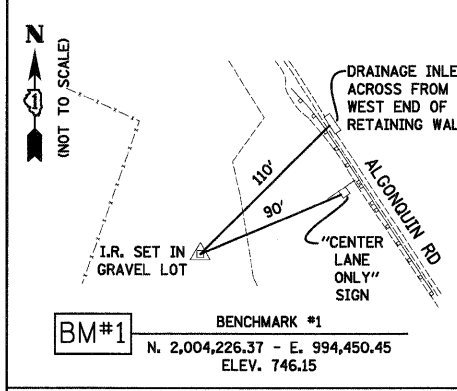 N
(NOT TO SCALE)
1
DRAINAGE INLE
ACROSS FROM
WEST END OF
RETAINING WAL
110'
90'
ALGONQUIN RD
I.R. SET IN
GRAVEL LOT
"CENTER
LANE
ONLY"
SIGN
BM#1
BENCHMARK #1
N. 2,004,226.37 - E. 994,450.45
ELEV. 746.15